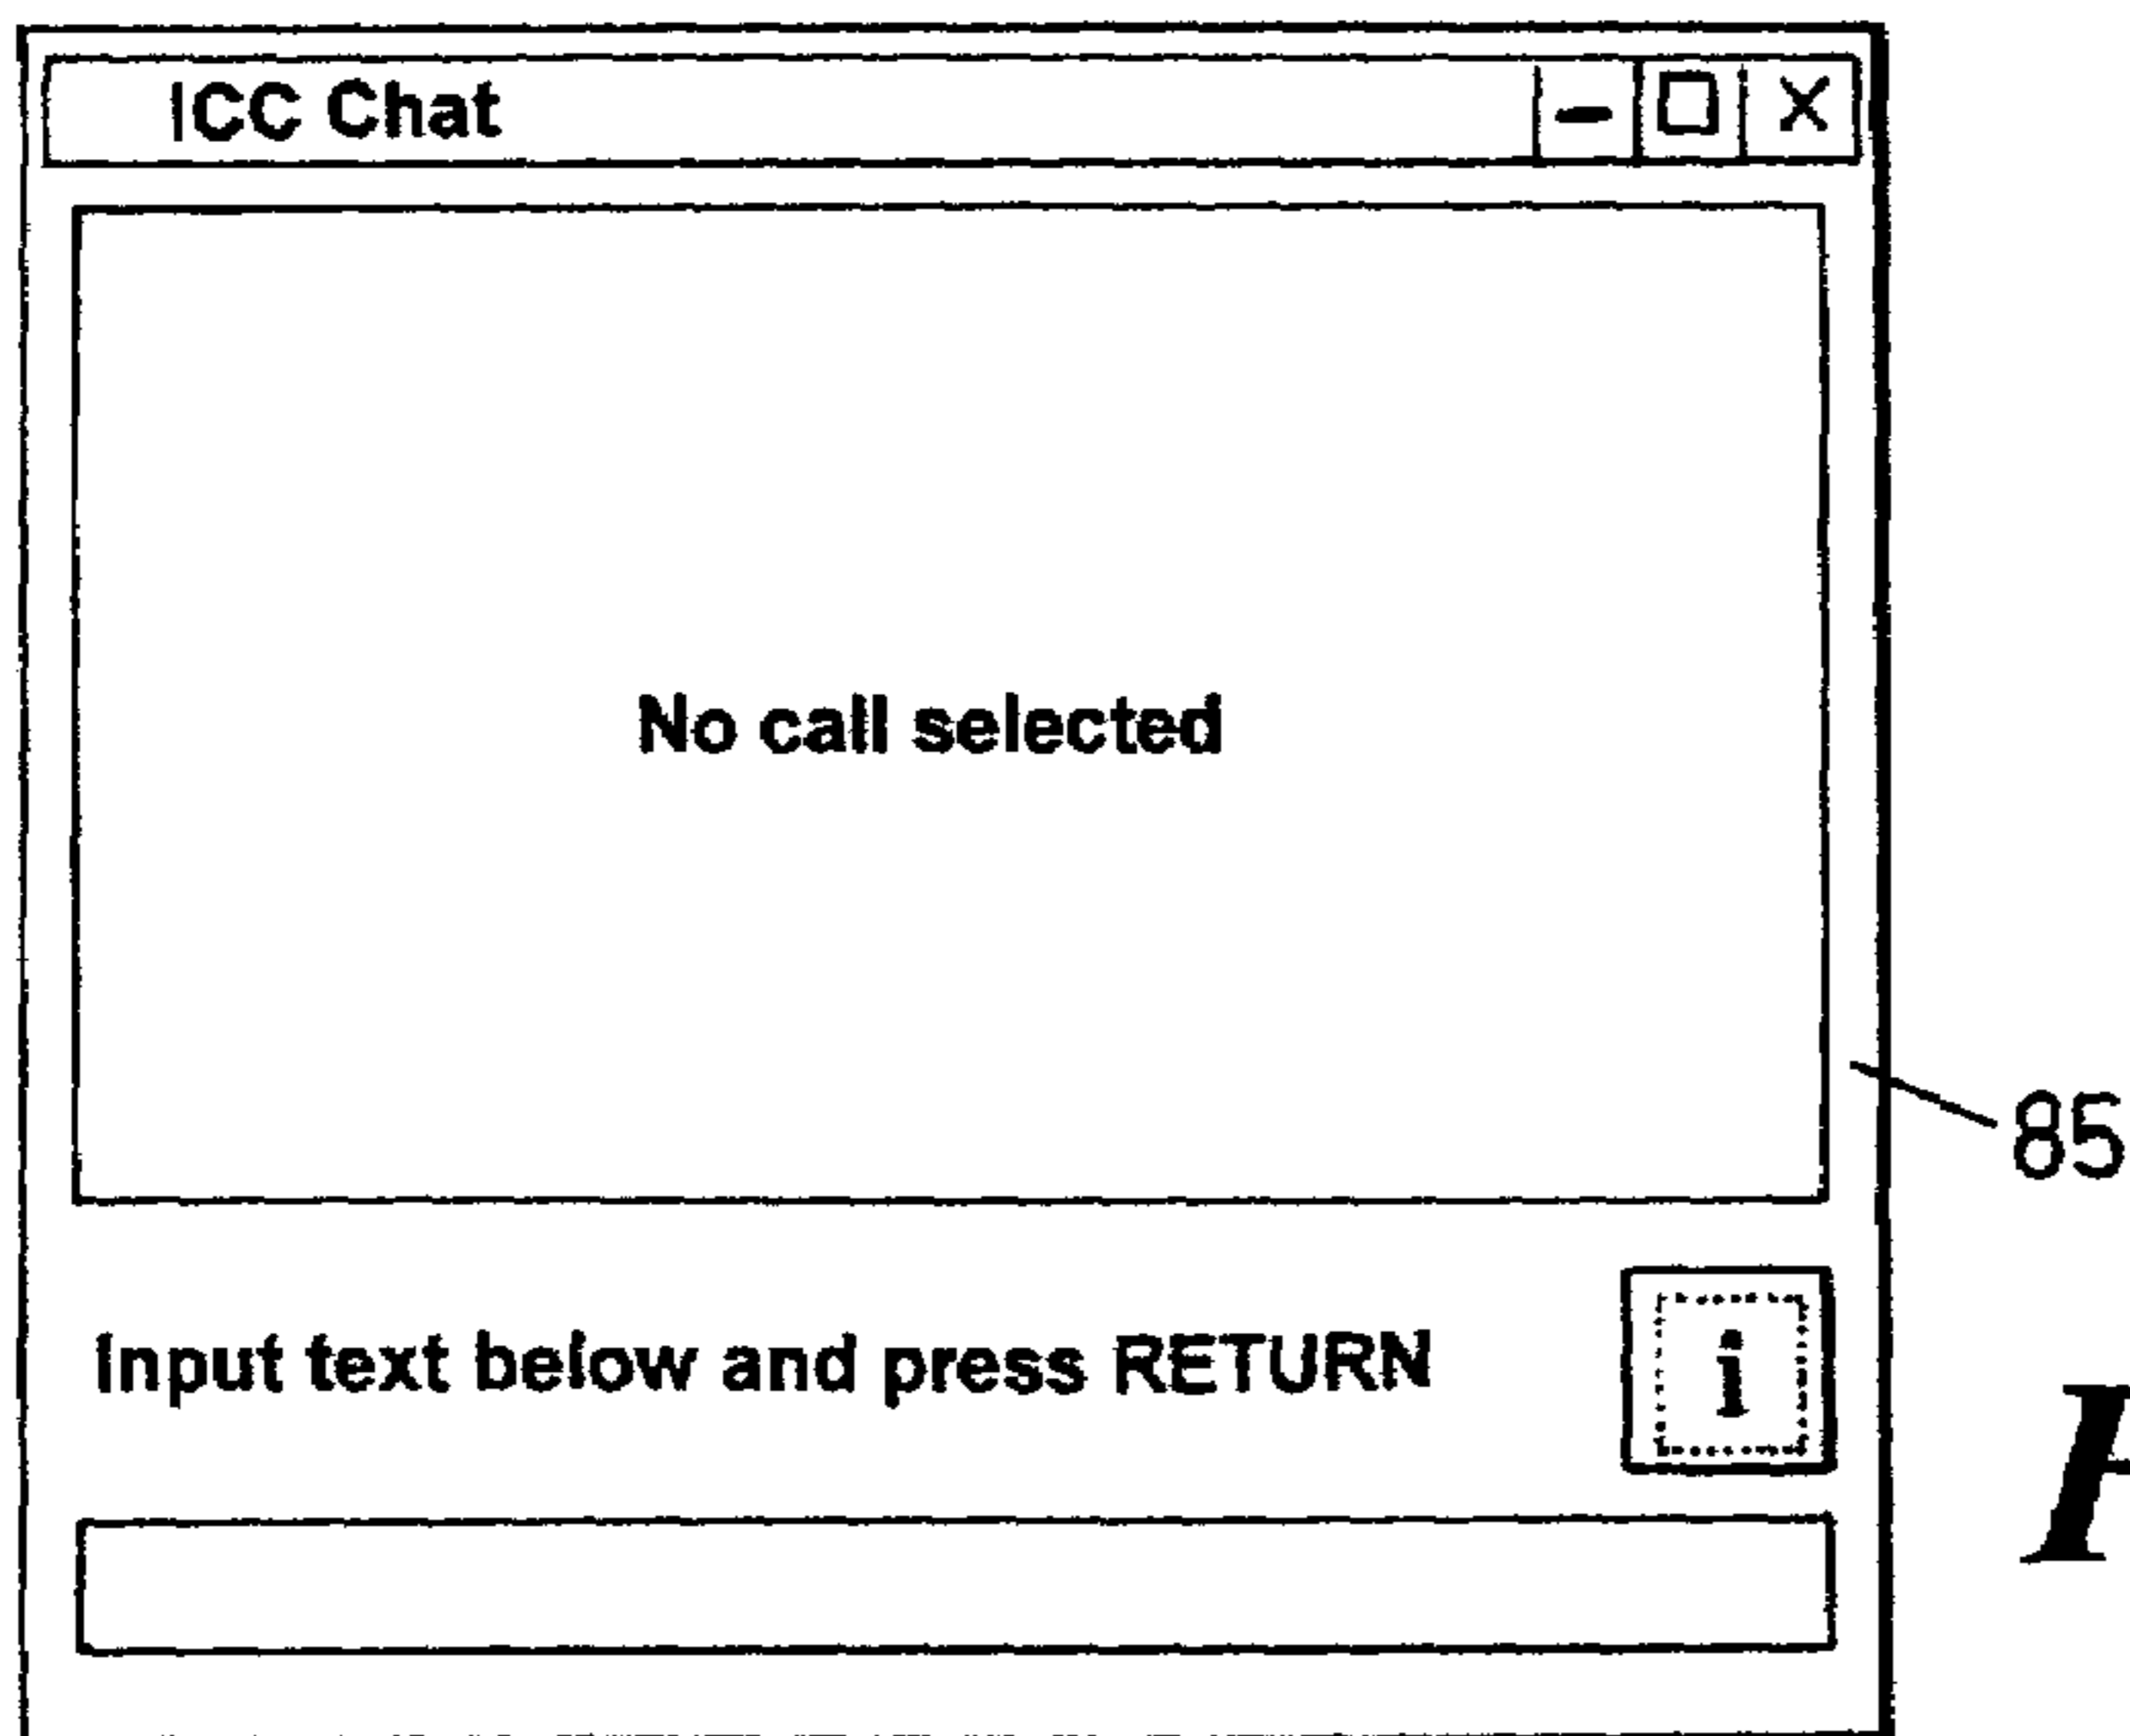 ICC Chat
No call selected
85
Input text below and press RETURN
i